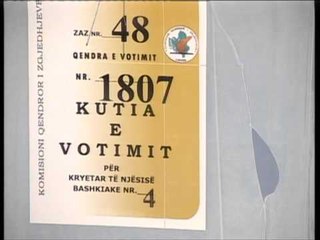 KOMISIONI QENDROR I ZGJEDHJEVE
ZAZ NR. 48
QENDRA E VOTIMIT
NR. 1807
KUTIA
E
VOTIMIT
PËR
KRYETAR TË NJËSISË
BASHKIAKE NR. 4